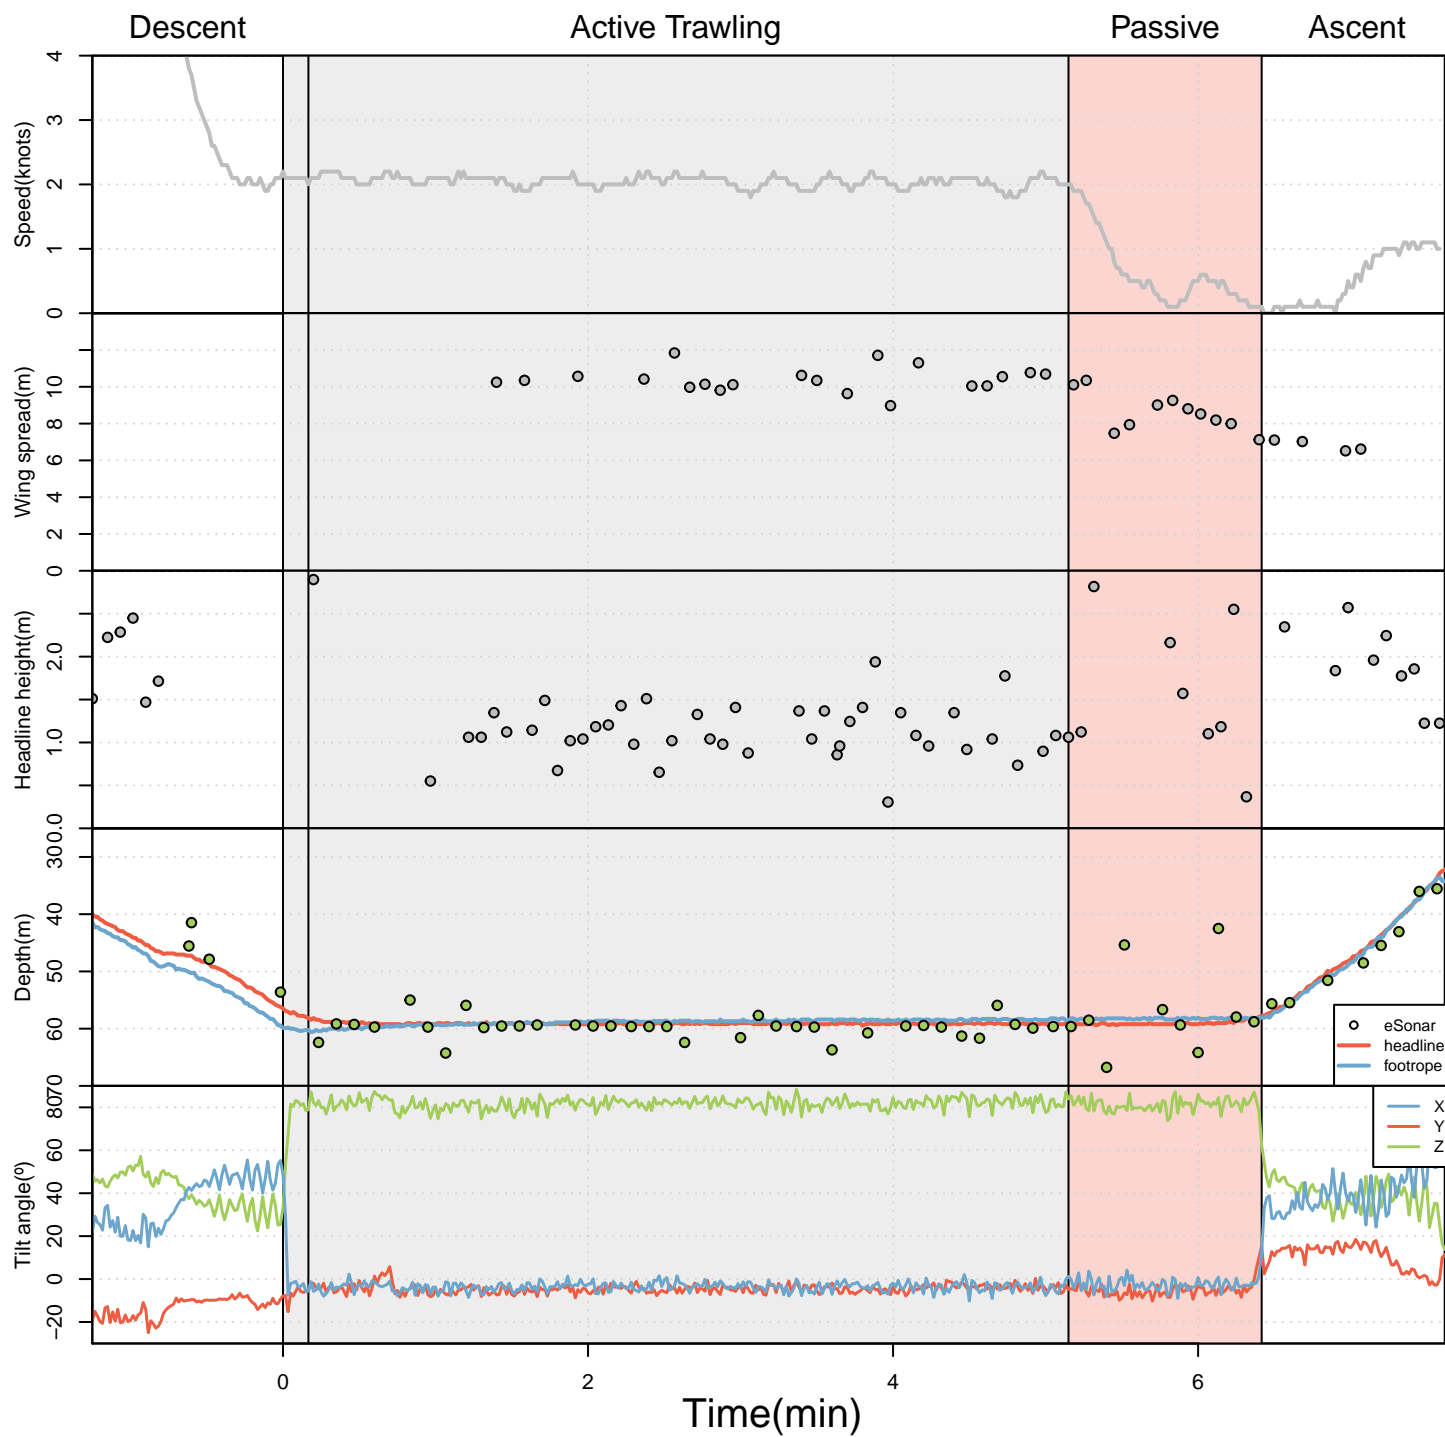 Descent Active Trawling Passive Ascent
Speed(knots)
4
3
2
1
0
Wing spread(m)
10
8
6
4
2
0
Headline height(m)
2.0
1.0
0.0
Depth(m)
30
40
50
60
70
eSonar
headline
footrope
Tilt angle(º)
80
60
40
20
0
−20
X
Y
Z
0 2 4 6
Time(min)